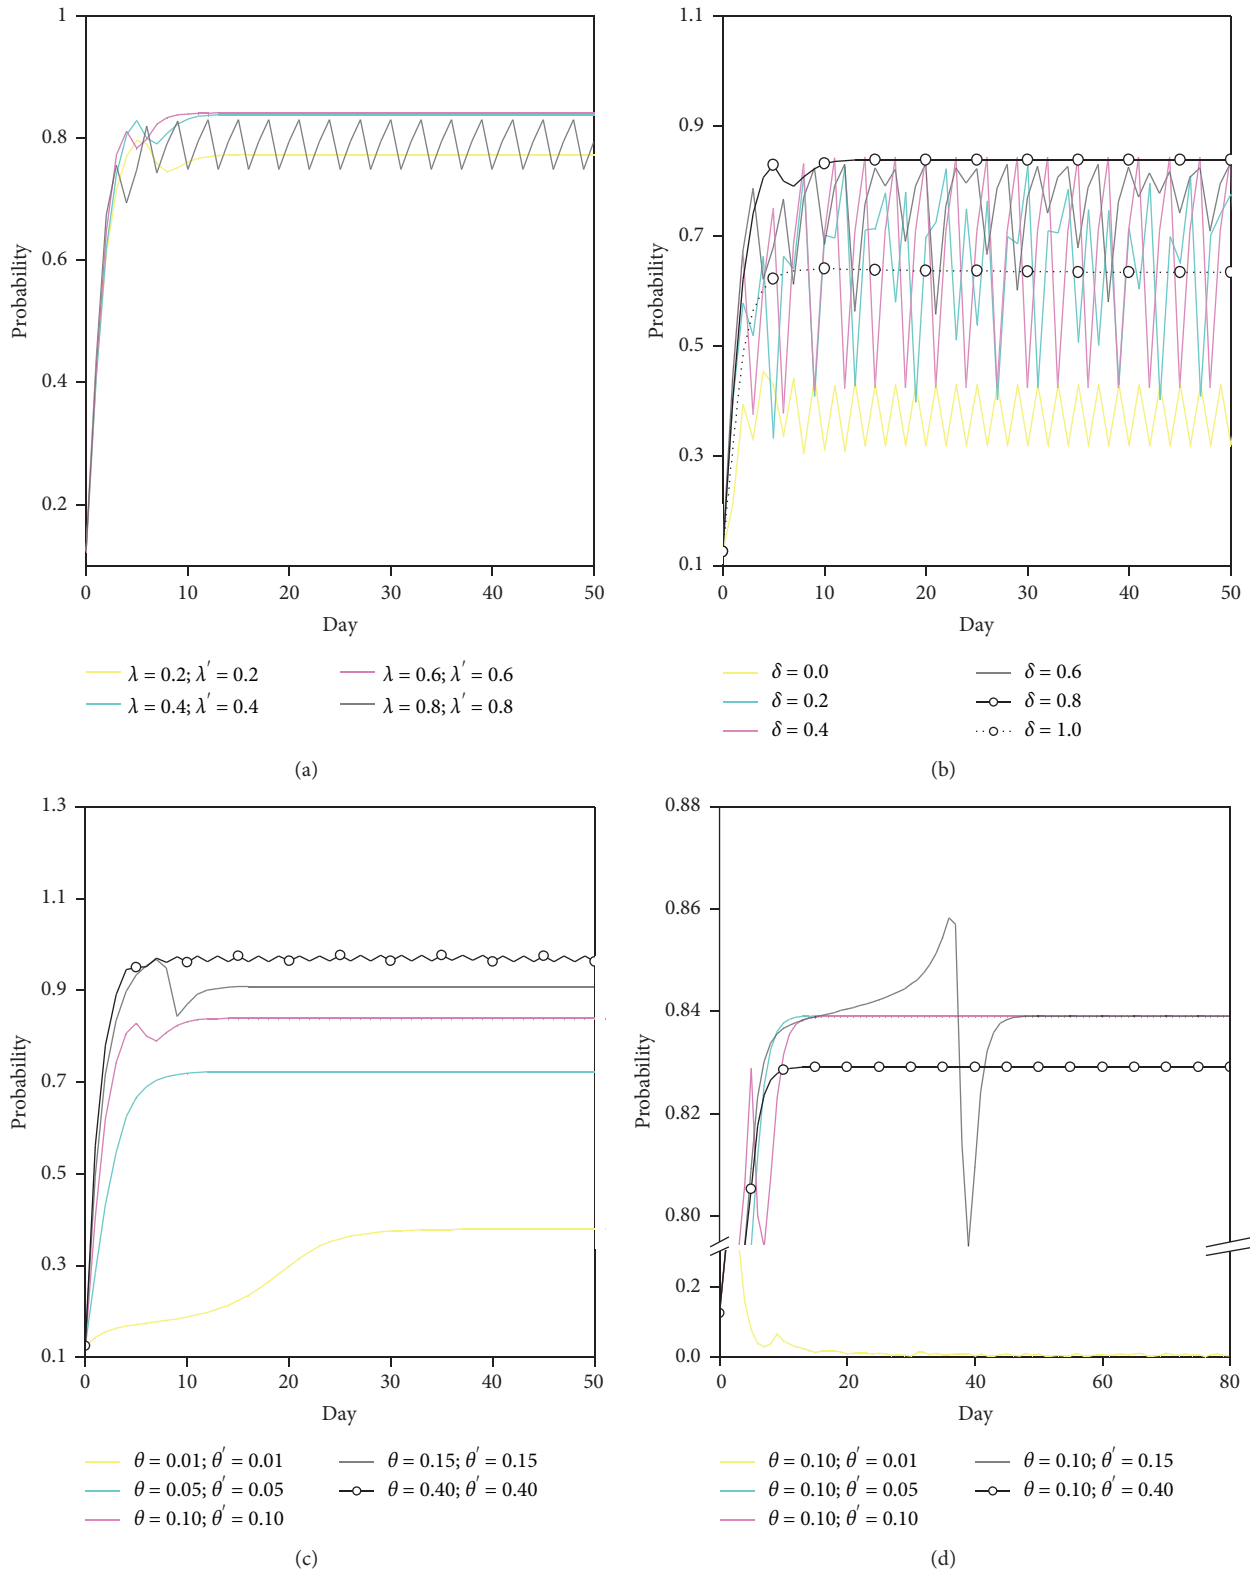 1
0.8
0.6
0.4
0.2
Probability
0
10
20
30
40
50
Day
λ = 0.2; λ′ = 0.2
λ = 0.4; λ′ = 0.4
λ = 0.6; λ′ = 0.6
λ = 0.8; λ′ = 0.8
(a)
1.1
0.9
0.7
0.5
0.3
0.1
Probability
0
10
20
30
40
50
Day
δ = 0.0
δ = 0.2
δ = 0.4
δ = 0.6
δ = 0.8
δ = 1.0
(b)
1.3
1.1
0.9
0.7
0.5
0.3
0.1
Probability
0
10
20
30
40
50
Day
θ = 0.01; θ′ = 0.01
θ = 0.05; θ′ = 0.05
θ = 0.10; θ′ = 0.10
θ = 0.15; θ′ = 0.15
θ = 0.40; θ′ = 0.40
(c)
0.88
0.86
0.84
0.82
0.80
0.2
0.0
Probability
0
20
40
60
80
Day
θ = 0.10; θ′ = 0.01
θ = 0.10; θ′ = 0.05
θ = 0.10; θ′ = 0.10
θ = 0.10; θ′ = 0.15
θ = 0.10; θ′ = 0.40
(d)